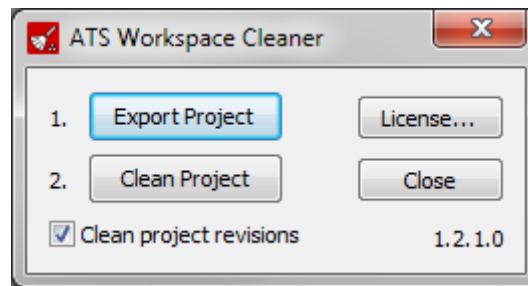 ATS Workspace Cleaner
1. Export Project License...
2. Clean Project Close
Clean project revisions 1.2.1.0